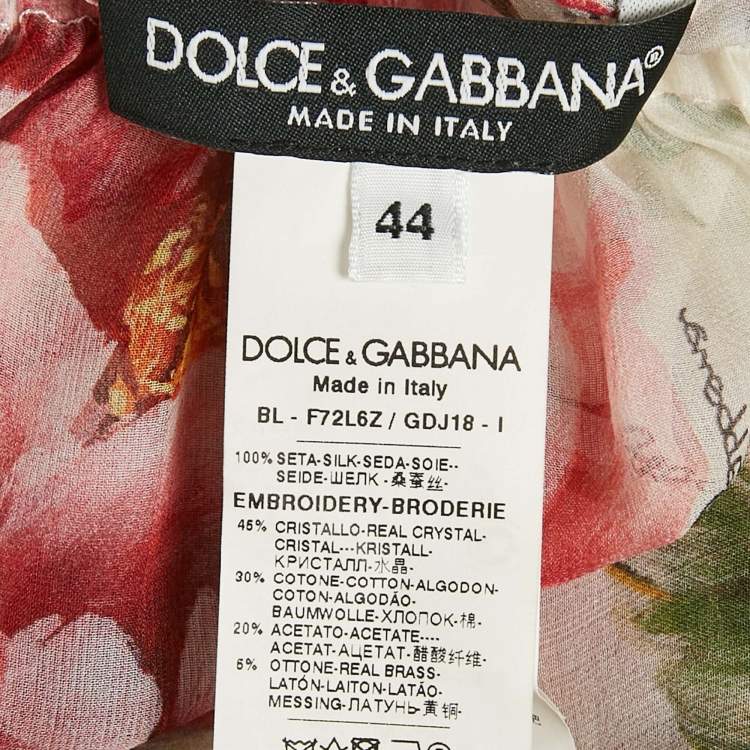 DOLCE & GABBANA®
MADE IN ITALY
44
DOLCE & GABBANA
Made in Italy
BL - F72L6Z / GDJ18 - I
100% SETA-SILK-SEDA-SOIE--
SEIDE-ШЕЛК -桑蚕丝-
EMBROIDERY-BRODERIE
45% CRISTALLO-REAL CRYSTAL-
CRISTAL---KRISTALL-
КРИСТАЛЛ-水晶-
30% COTONE-COTTON-ALGODON-
COTON-ALGODÃO-
BAUMWOLLE-ХЛОПОК-棉-
20% ACETATO-ACETATE----
ACETAT-АЦЕТАТ-醋酸纤维-
5% OTTONE-REAL BRASS-
LATÓN-LAITON-LATÃO-
MESSING-ЛАТУНЬ-黄铜-